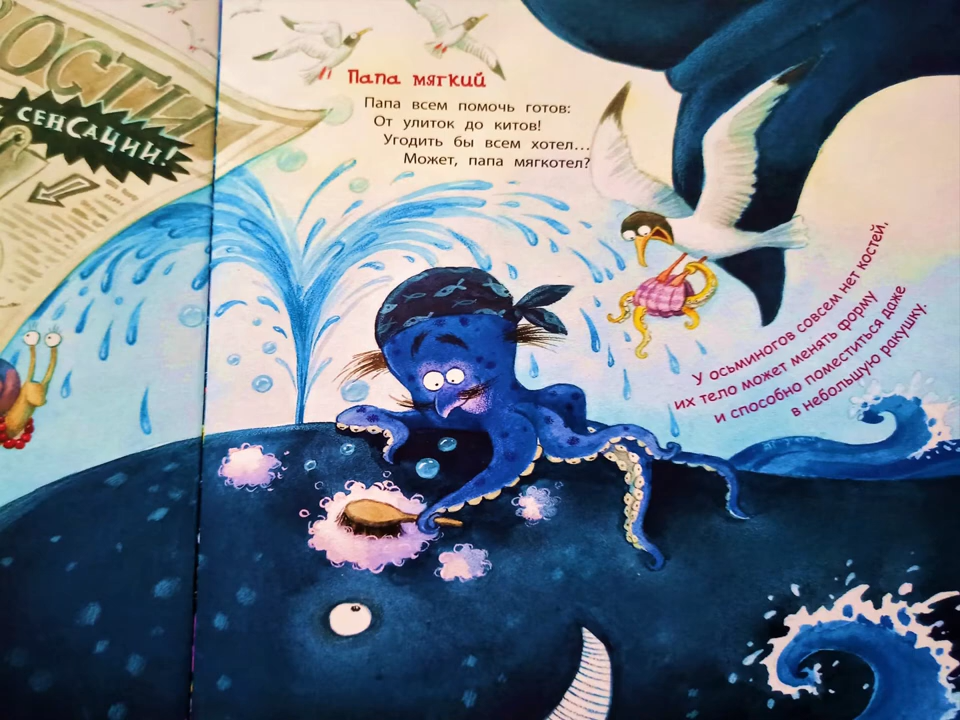 ОСТИ
СЕНСАЦИИ!
Папа мягкий
Папа всем помочь готов:
От улиток до китов!
Угодить бы всем хотел...
Может, папа мягкотел?
У осьминогов совсем нет костей,
их тело может менять форму
и способно поместиться даже
в небольшую ракушку.